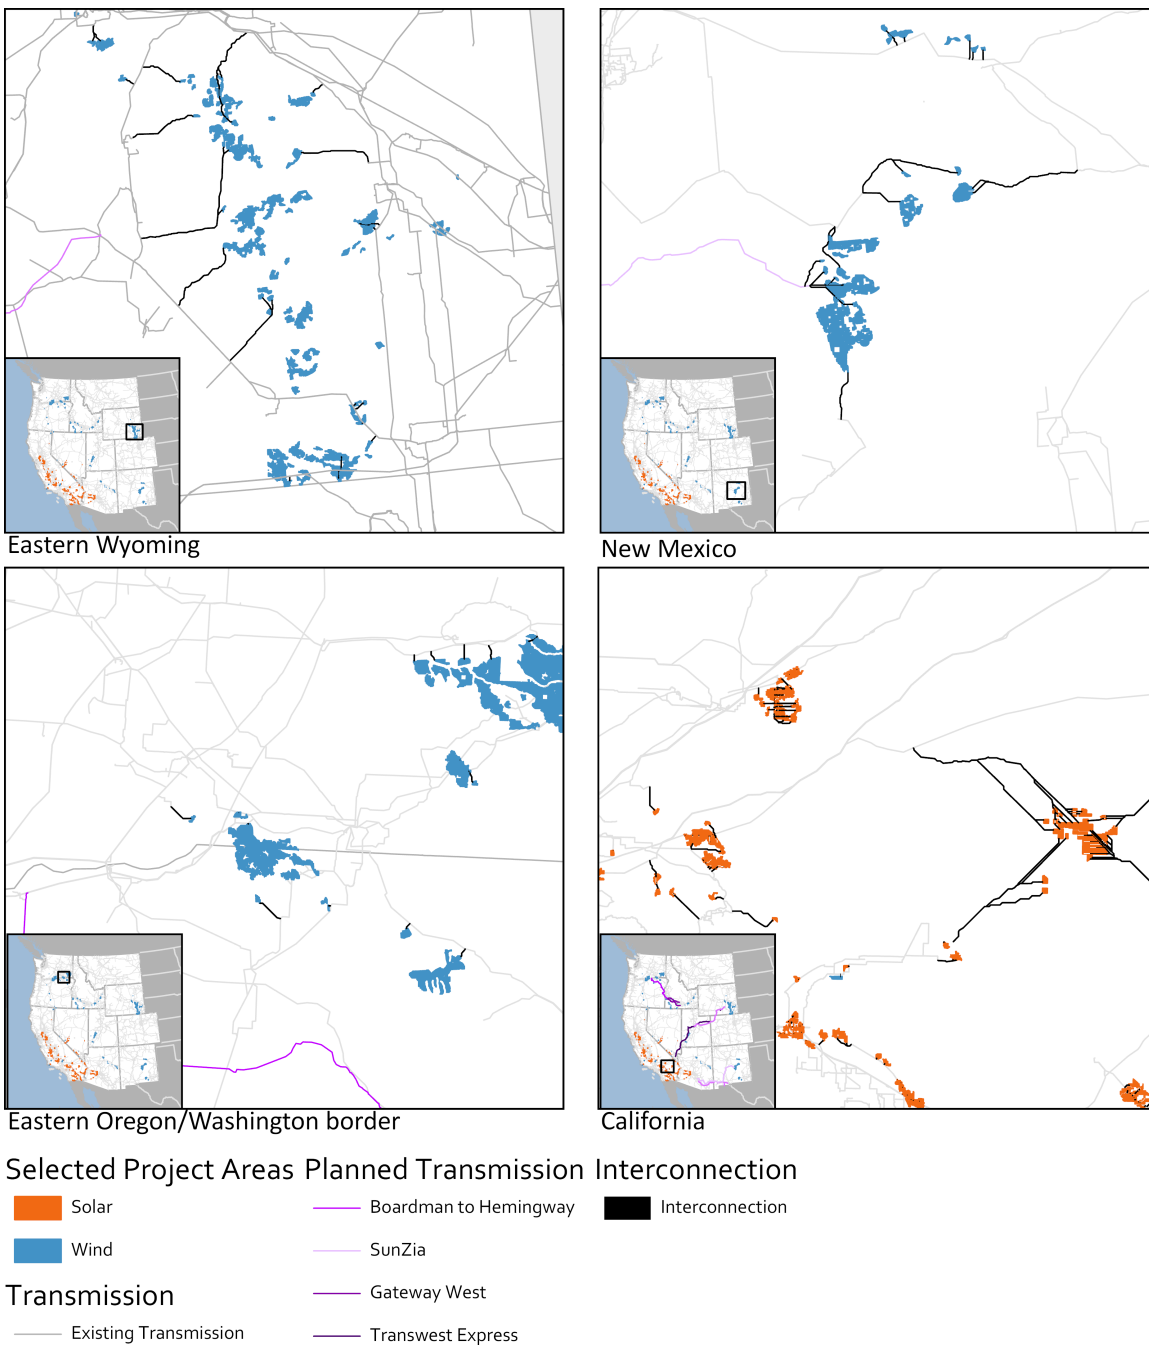 Eastern Wyoming
New Mexico
Eastern Oregon/Washington border
California
Selected Project Areas Planned Transmission Interconnection
Solar
Boardman to Hemingway
Interconnection
Wind
SunZia
Transmission
Gateway West
Existing Transmission
Transwest Express